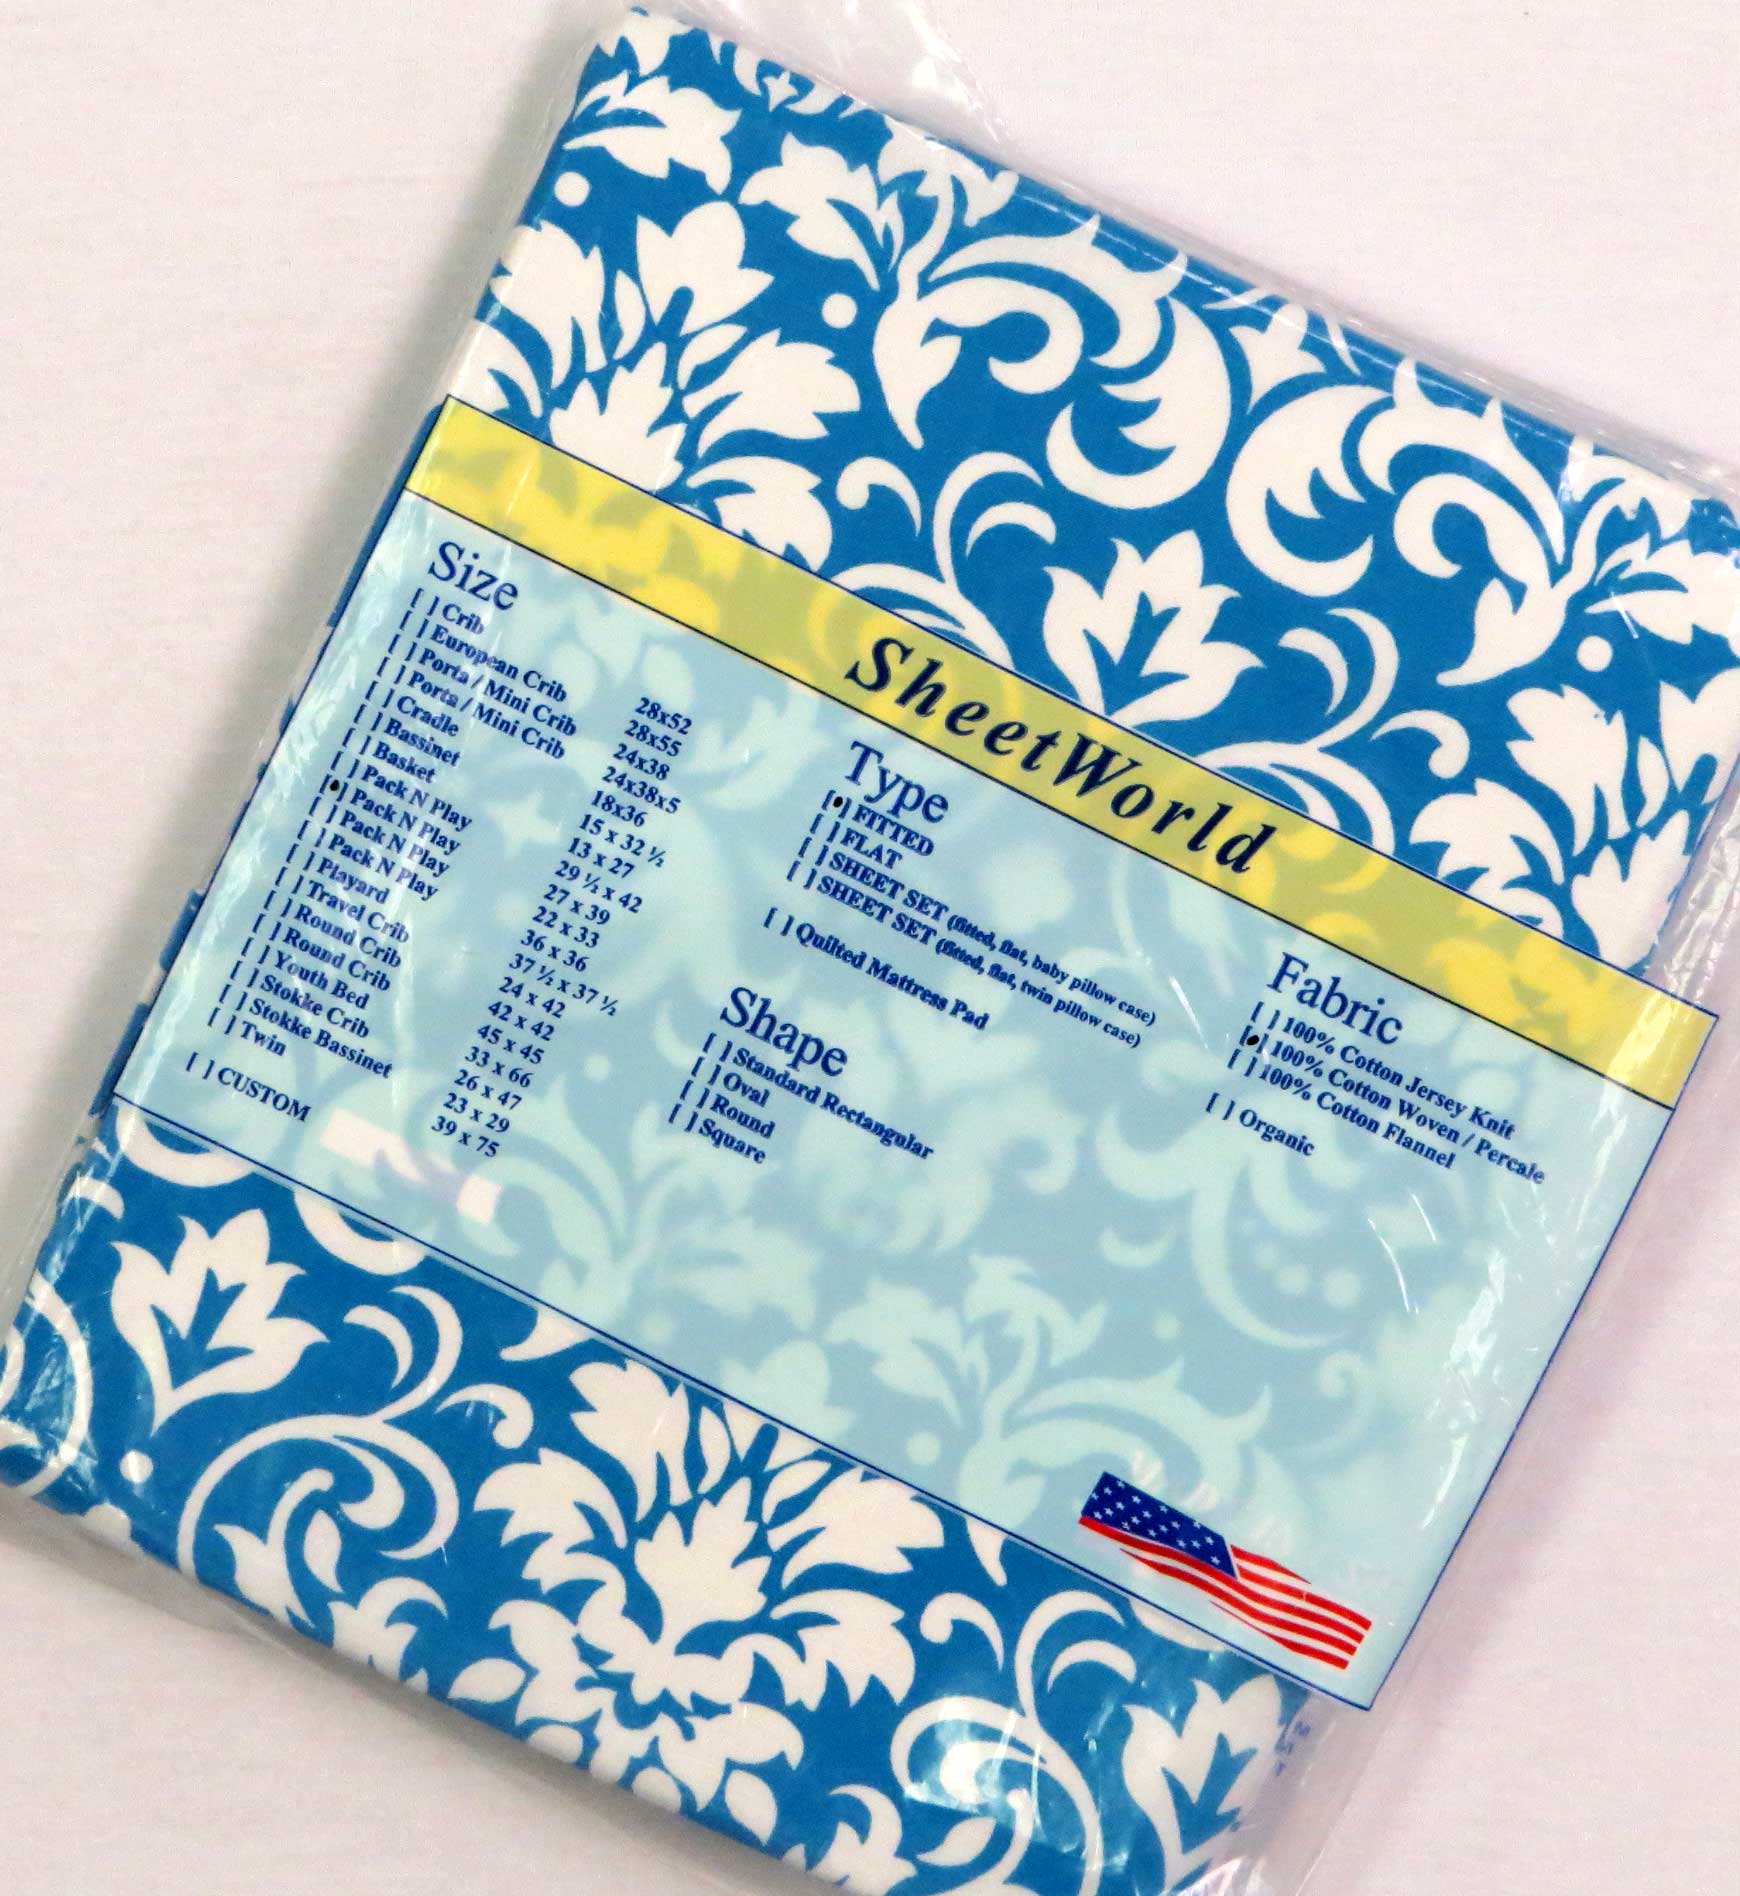 SheetWorld
Size
[ ] Crib 28x52
[ ] European Crib 28x55
[ ] Porta / Mini Crib 24x38
[ ] Porta / Mini Crib 24x38x5
[ ] Cradle 18x36
[ ] Bassinet 15 x 32 ½
[ ] Basket 13 x 27
[ ] Pack N Play 29 ½ x 42
[•] Pack N Play 27 x 39
[ ] Pack N Play 22 x 33
[ ] Pack N Play 36 x 36
[ ] Playard 37 ½ x 37 ½
[ ] Travel Crib 24 x 42
[ ] Round Crib 42 x 42
[ ] Round Crib 45 x 45
[ ] Youth Bed 33 x 66
[ ] Stokke Crib 26 x 47
[ ] Stokke Bassinet 23 x 29
[ ] Twin 39 x 75
[ ] CUSTOM
Type
[•] FITTED
[ ] FLAT
[ ] SHEET SET (fitted, flat, baby pillow case)
[ ] SHEET SET (fitted, flat, twin pillow case)
[ ] Quilted Mattress Pad
Shape
[ ] Standard Rectangular
[ ] Oval
[ ] Round
[ ] Square
Fabric
[ ] 100% Cotton Jersey Knit
[•] 100% Cotton Woven / Percale
[ ] 100% Cotton Flannel
[ ] Organic